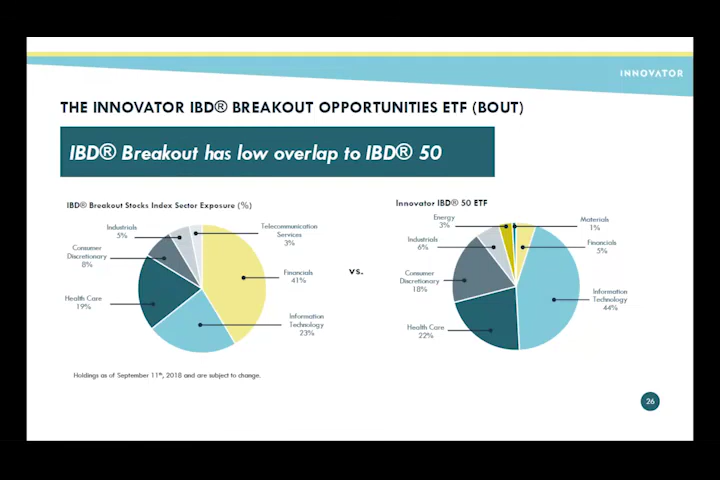 INNOVATOR
THE INNOVATOR IBD® BREAKOUT OPPORTUNITIES ETF (BOUT)
IBD® Breakout has low overlap to IBD® 50
IBD® Breakout Stocks Index Sector Exposure (%)
Industrials
5%
Telecommunication
Services
3%
Consumer
Discretionary
8%
Financials
41%
Health Care
19%
Information
Technology
23%
vs.
Innovator IBD® 50 ETF
Energy
3%
Materials
1%
Industrials
6%
Financials
5%
Consumer
Discretionary
18%
Information
Technology
44%
Health Care
22%
Holdings as of September 11th, 2018 and are subject to change.
26